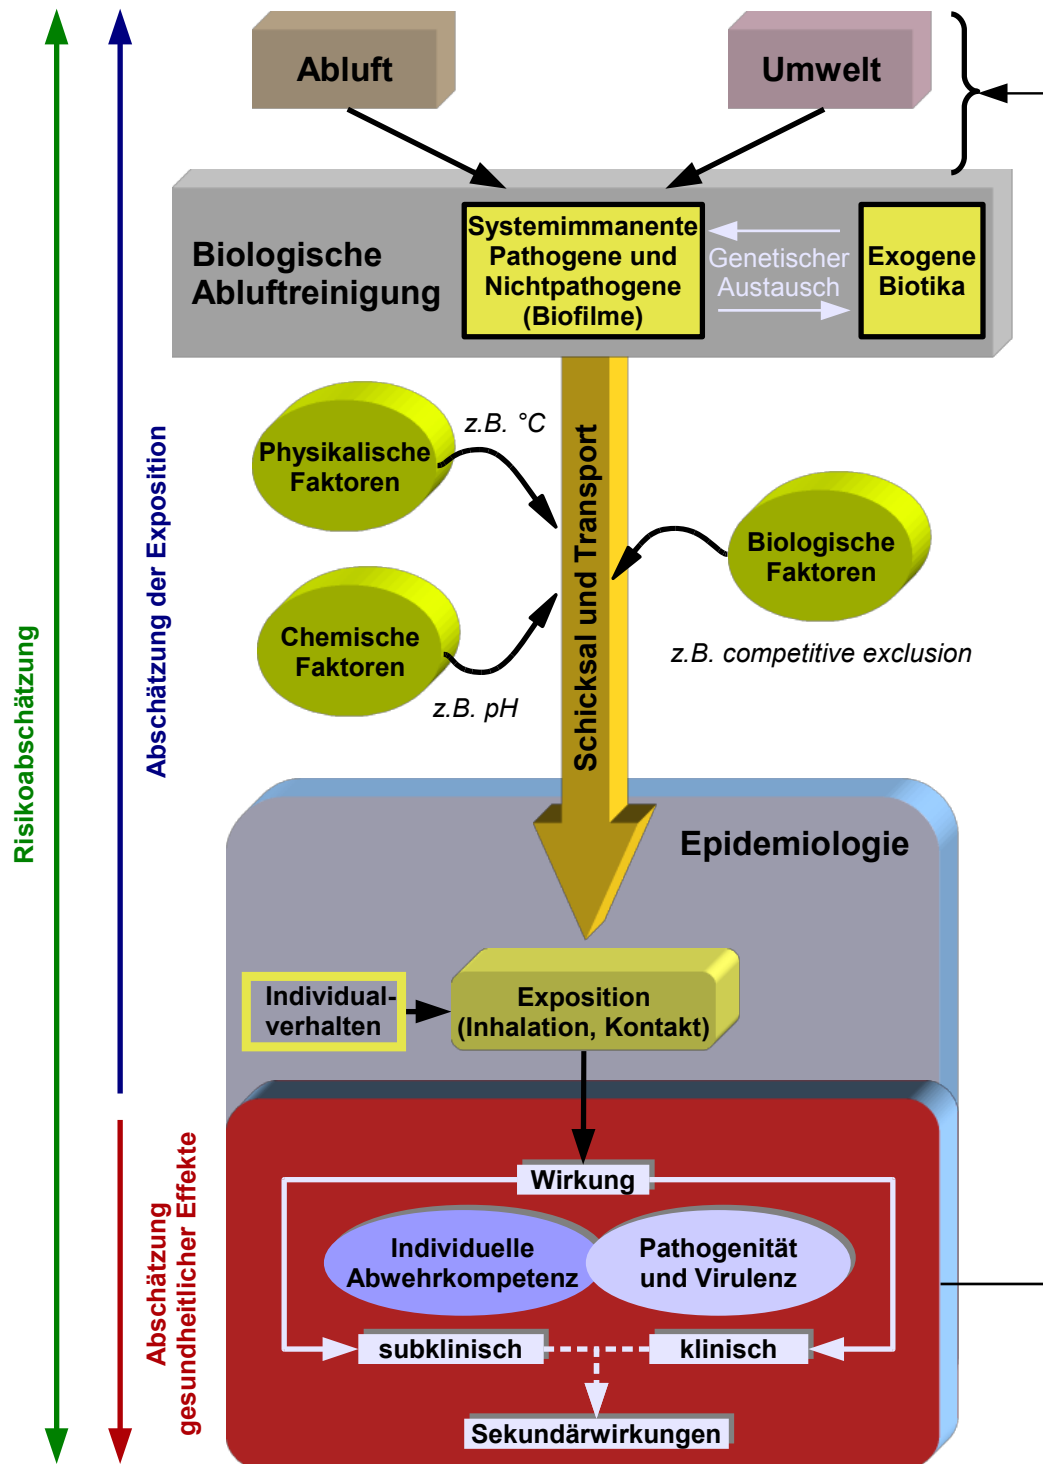 Abluft
Umwelt
Biologische
Abluftreinigung
Systemimmanente
Pathogene und
Nichtpathogene
(Biofilme)
Genetischer
Austausch
Exogene
Biotika
Physikalische
Faktoren
z.B. °C
Schicksal und Transport
Biologische
Faktoren
z.B. competitive exclusion
Chemische
Faktoren
z.B. pH
Risikoabschätzung
Abschätzung der Exposition
Epidemiologie
Individual-
verhalten
Exposition
(Inhalation, Kontakt)
Abschätzung
gesundheitlicher Effekte
Wirkung
Individuelle
Abwehrkompetenz
Pathogenität
und Virulenz
subklinisch
klinisch
Sekundärwirkungen